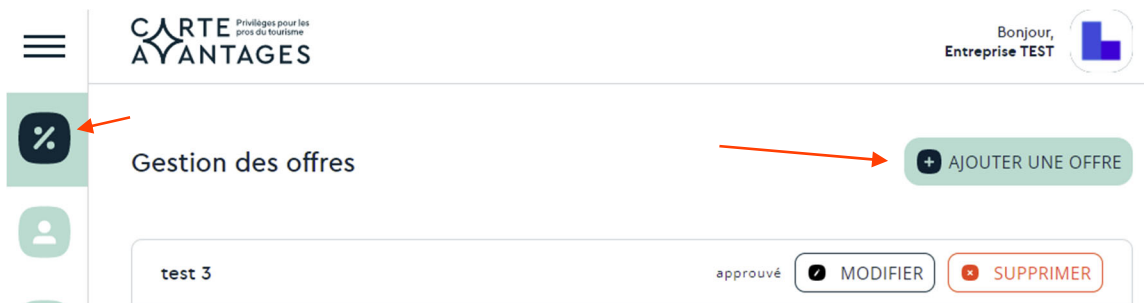 CARTE Privilèges pour les
pros du tourisme
AVANTAGES
Bonjour,
Entreprise TEST
%
Gestion des offres
AJOUTER UNE OFFRE
test 3
approuvé
MODIFIER
SUPPRIMER